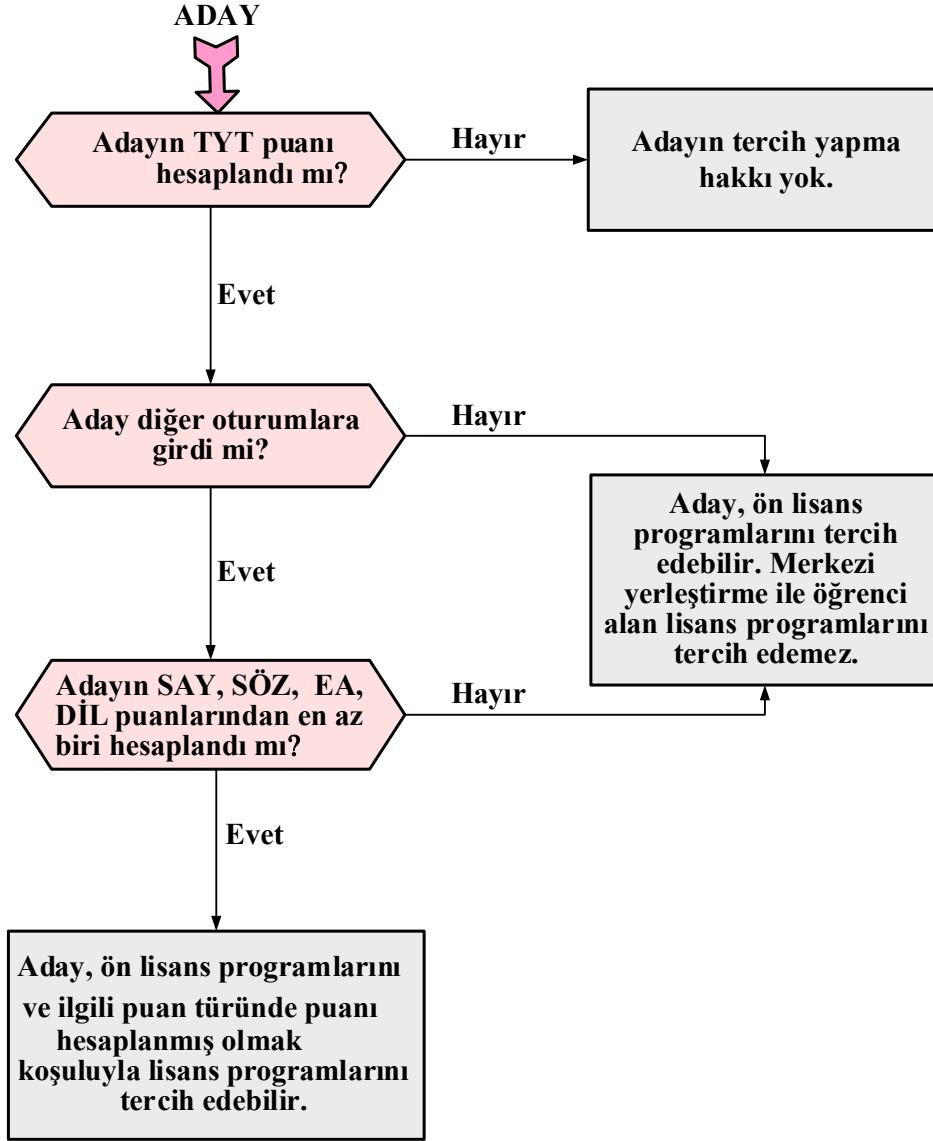 ADAY
Adayın TYT puanı
hesaplandı mı?
Hayır
Adayın tercih yapma
hakkı yok.
Evet
Aday diğer oturumlara
girdi mi?
Hayır
Aday, ön lisans
programlarını tercih
edebilir. Merkezi
yerleştirme ile öğrenci
alan lisans programlarını
tercih edemez.
Evet
Adayın SAY, SÖZ, EA,
DİL puanlarından en az
biri hesaplandı mı?
Hayır
Evet
Aday, ön lisans programlarını
ve ilgili puan türünde puanı
hesaplanmış olmak
koşuluyla lisans programlarını
tercih edebilir.